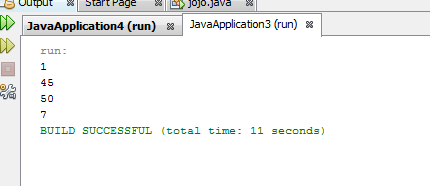 Output
Start Page
jojo.java
JavaApplication4 (run)
JavaApplication3 (run)
run:
1
45
50
7
BUILD SUCCESSFUL (total time: 11 seconds)